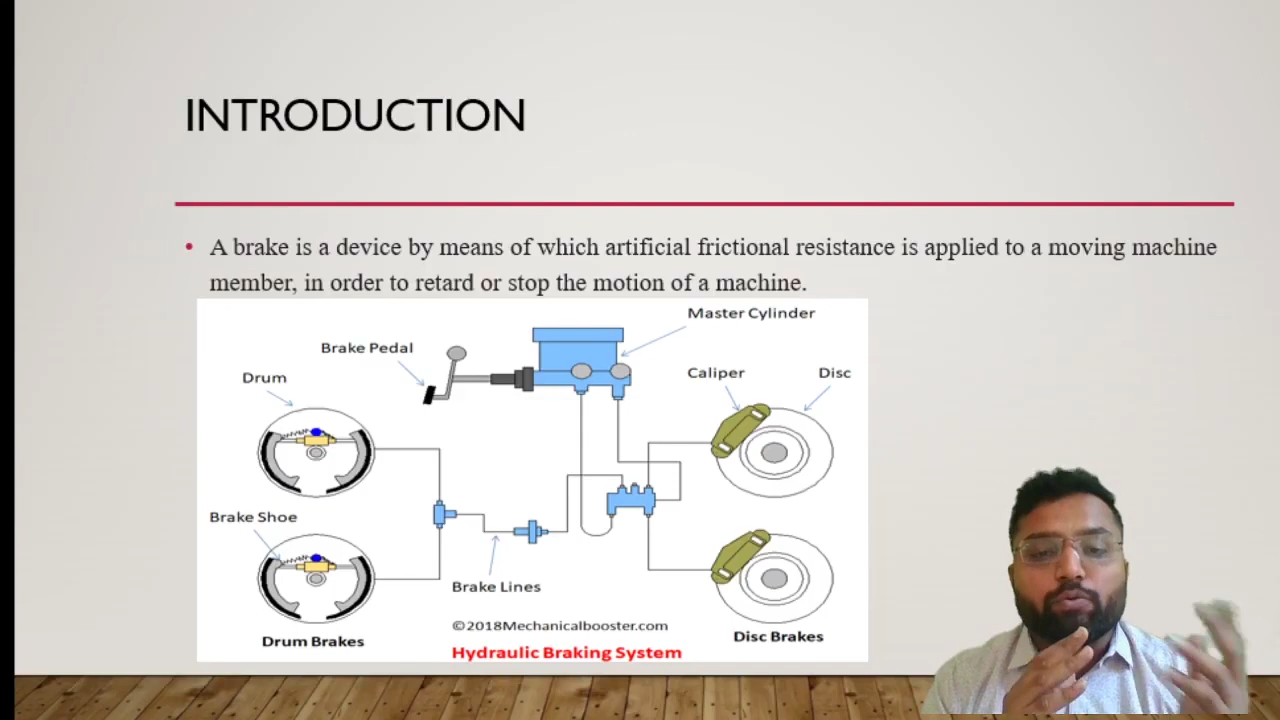 INTRODUCTION
• A brake is a device by means of which artificial frictional resistance is applied to a moving machine
member, in order to retard or stop the motion of a machine.
Master Cylinder
Brake Pedal
Drum
Caliper
Disc
Brake Shoe
Brake Lines
©2018Mechanicalbooster.com
Drum Brakes
Disc Brakes
Hydraulic Braking System